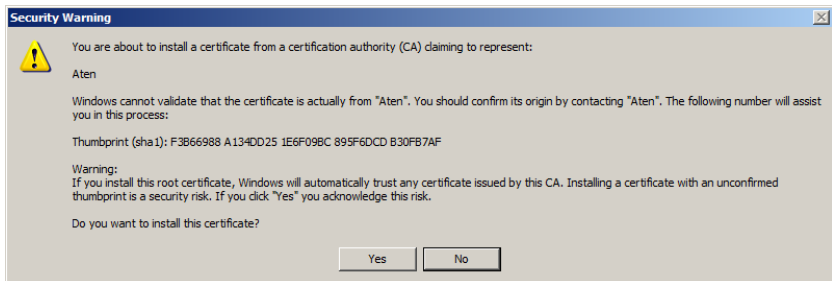 Security Warning
You are about to install a certificate from a certification authority (CA) claiming to represent:
Aten
Windows cannot validate that the certificate is actually from "Aten". You should confirm its origin by contacting "Aten". The following number will assist
you in this process:
Thumbprint (sha1): F3B66988 A134DD25 1E6F09BC 895F6DCD B30FB7AF
Warning:
If you install this root certificate, Windows will automatically trust any certificate issued by this CA. Installing a certificate with an unconfirmed
thumbprint is a security risk. If you click "Yes" you acknowledge this risk.
Do you want to install this certificate?
Yes
No